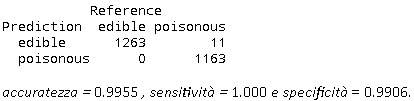 Reference
Prediction edible poisonous
edible 1263 11
poisonous 0 1163
accuratezza = 0.9955 , sensitività = 1.000 e specificità = 0.9906.